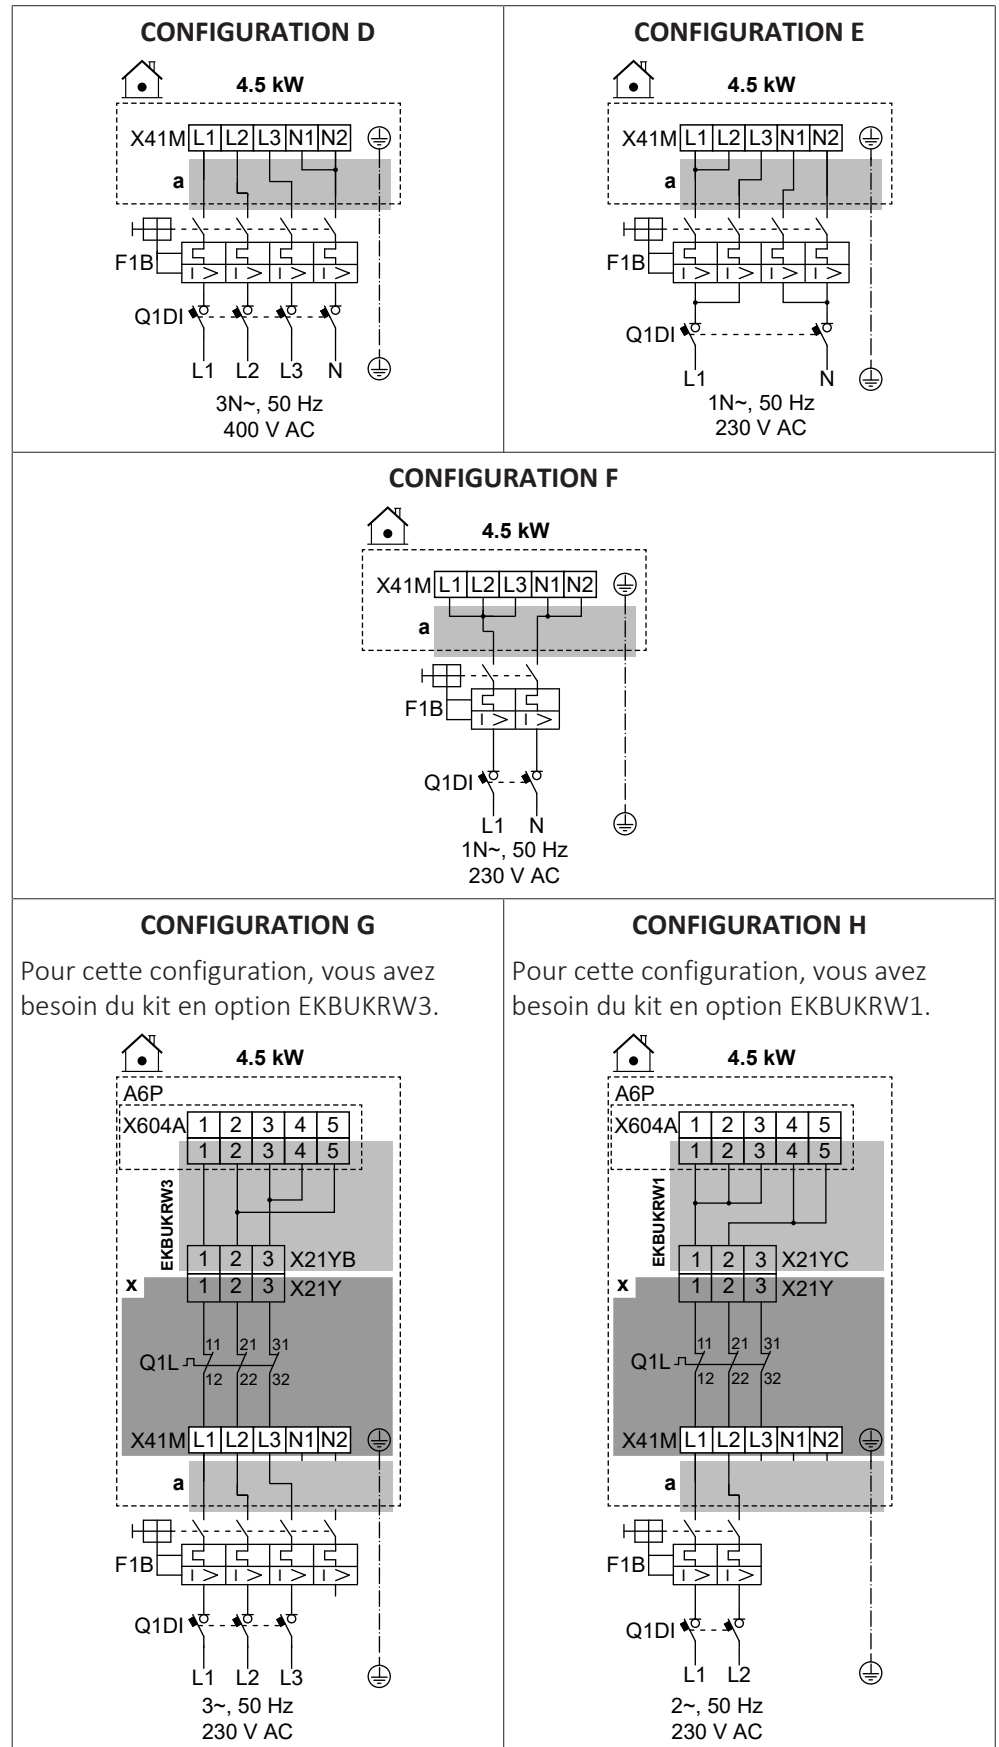 CONFIGURATION D
4.5 kW
X41M L1 L2 L3 N1 N2
a
F1B
I > I > I > I >
Q1DI
L1 L2 L3 N
3N~, 50 Hz
400 V AC
CONFIGURATION E
4.5 kW
X41M L1 L2 L3 N1 N2
a
F1B
I > I > I > I >
Q1DI
L1 N
1N~, 50 Hz
230 V AC
CONFIGURATION F
4.5 kW
X41M L1 L2 L3 N1 N2
a
F1B
I > I >
Q1DI
L1 N
1N~, 50 Hz
230 V AC
CONFIGURATION G
Pour cette configuration, vous avez
besoin du kit en option EKBUKRW3.
4.5 kW
A6P
X604A 1 2 3 4 5
1 2 3 4 5
EKBUKRW3
1 2 3 X21YB
x
1 2 3 X21Y
11 21 31
Q1L
12 22 32
X41M L1 L2 L3 N1 N2
a
F1B
I > I > I > I >
Q1DI
L1 L2 L3
3~, 50 Hz
230 V AC
CONFIGURATION H
Pour cette configuration, vous avez
besoin du kit en option EKBUKRW1.
4.5 kW
A6P
X604A 1 2 3 4 5
1 2 3 4 5
EKBUKRW1
1 2 3 X21YC
x
1 2 3 X21Y
11 21 31
Q1L
12 22 32
X41M L1 L2 L3 N1 N2
a
F1B
I > I >
Q1DI
L1 L2
2~, 50 Hz
230 V AC